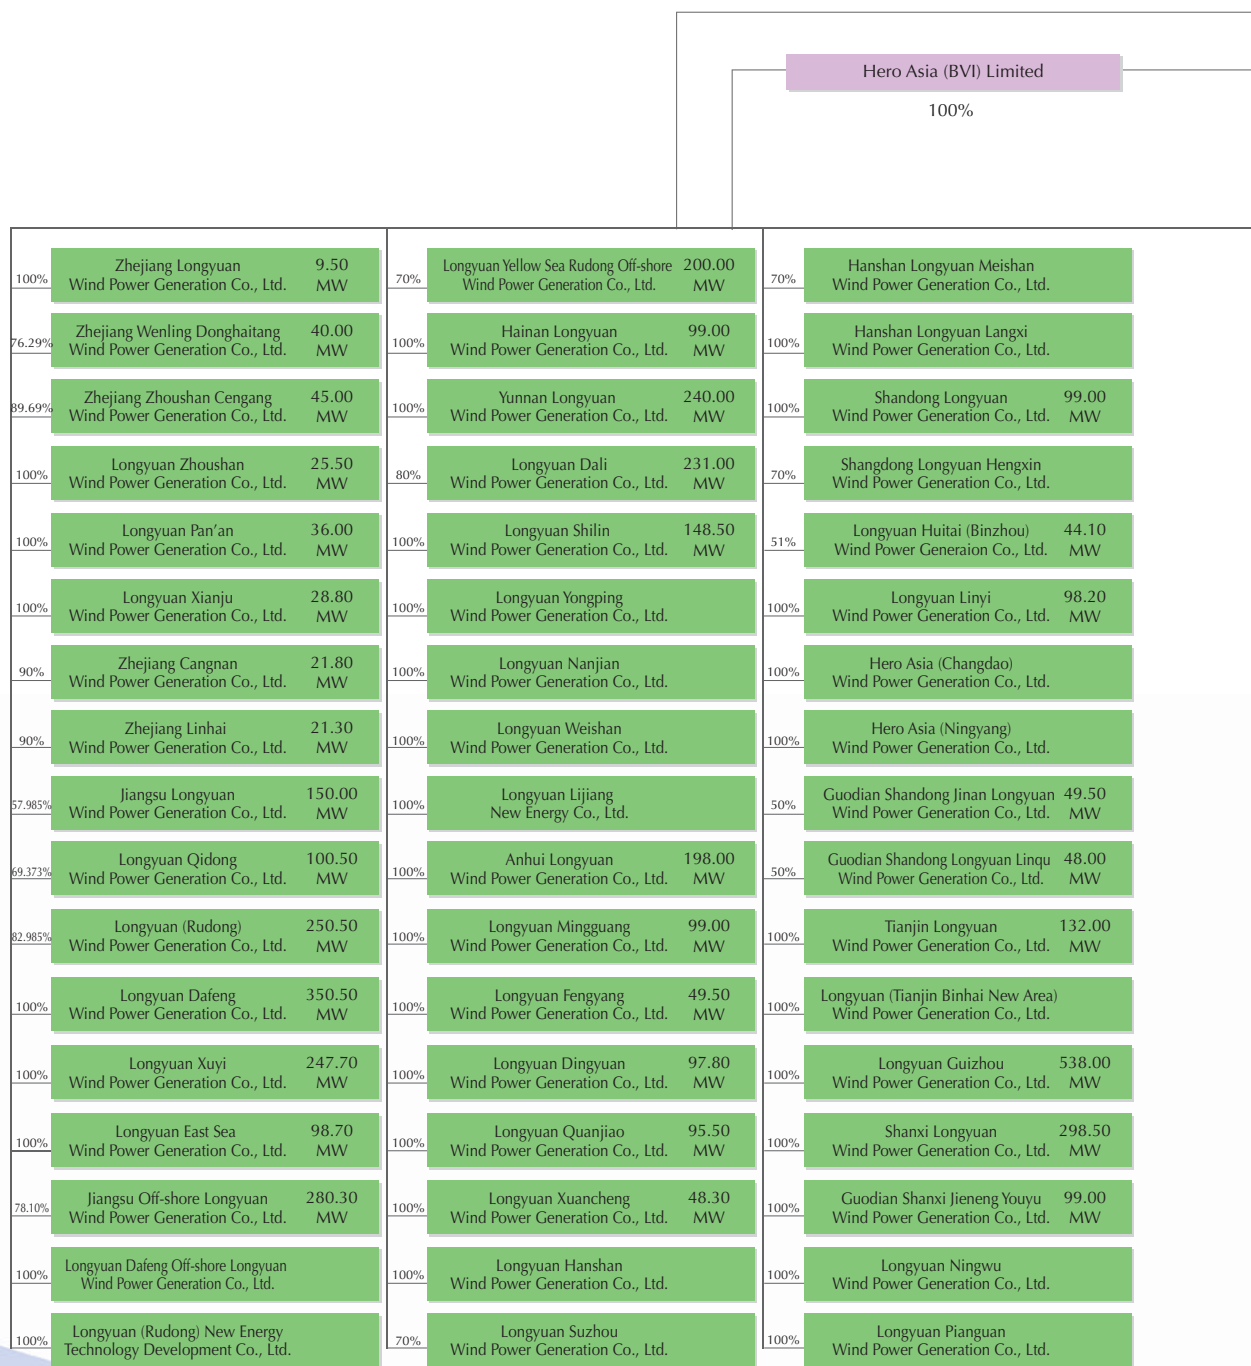 Hero Asia (BVI) Limited
100%
100%
Zhejiang Longyuan 9.50
Wind Power Generation Co., Ltd. MW
76.29%
Zhejiang Wenling Donghaitang 40.00
Wind Power Generation Co., Ltd. MW
89.69%
Zhejiang Zhoushan Cengang 45.00
Wind Power Generation Co., Ltd. MW
100%
Longyuan Zhoushan 25.50
Wind Power Generation Co., Ltd. MW
100%
Longyuan Pan’an 36.00
Wind Power Generation Co., Ltd. MW
100%
Longyuan Xianju 28.80
Wind Power Generation Co., Ltd. MW
90%
Zhejiang Cangnan 21.80
Wind Power Generation Co., Ltd. MW
90%
Zhejiang Linhai 21.30
Wind Power Generation Co., Ltd. MW
57.985%
Jiangsu Longyuan 150.00
Wind Power Generation Co., Ltd. MW
69.373%
Longyuan Qidong 100.50
Wind Power Generation Co., Ltd. MW
82.985%
Longyuan (Rudong) 250.50
Wind Power Generation Co., Ltd. MW
100%
Longyuan Dafeng 350.50
Wind Power Generation Co., Ltd. MW
100%
Longyuan Xuyi 247.70
Wind Power Generation Co., Ltd. MW
100%
Longyuan East Sea 98.70
Wind Power Generation Co., Ltd. MW
78.10%
Jiangsu Off-shore Longyuan 280.30
Wind Power Generation Co., Ltd. MW
100%
Longyuan Dafeng Off-shore Longyuan
Wind Power Generation Co., Ltd.
100%
Longyuan (Rudong) New Energy
Technology Development Co., Ltd.
70%
Longyuan Yellow Sea Rudong Off-shore 200.00
Wind Power Generation Co., Ltd. MW
100%
Hainan Longyuan 99.00
Wind Power Generation Co., Ltd. MW
100%
Yunnan Longyuan 240.00
Wind Power Generation Co., Ltd. MW
80%
Longyuan Dali 231.00
Wind Power Generation Co., Ltd. MW
100%
Longyuan Shilin 148.50
Wind Power Generation Co., Ltd. MW
100%
Longyuan Yongping
Wind Power Generation Co., Ltd.
100%
Longyuan Nanjian
Wind Power Generation Co., Ltd.
100%
Longyuan Weishan
Wind Power Generation Co., Ltd.
100%
Longyuan Lijiang
New Energy Co., Ltd.
100%
Anhui Longyuan 198.00
Wind Power Generation Co., Ltd. MW
100%
Longyuan Mingguang 99.00
Wind Power Generation Co., Ltd. MW
100%
Longyuan Fengyang 49.50
Wind Power Generation Co., Ltd. MW
100%
Longyuan Dingyuan 97.80
Wind Power Generation Co., Ltd. MW
100%
Longyuan Quanjiao 95.50
Wind Power Generation Co., Ltd. MW
100%
Longyuan Xuancheng 48.30
Wind Power Generation Co., Ltd. MW
100%
Longyuan Hanshan
Wind Power Generation Co., Ltd.
70%
Longyuan Suzhou
Wind Power Generation Co., Ltd.
70%
Hanshan Longyuan Meishan
Wind Power Generation Co., Ltd.
100%
Hanshan Longyuan Langxi
Wind Power Generation Co., Ltd.
100%
Shandong Longyuan 99.00
Wind Power Generation Co., Ltd. MW
70%
Shangdong Longyuan Hengxin
Wind Power Generation Co., Ltd.
51%
Longyuan Huitai (Binzhou) 44.10
Wind Power Generaion Co., Ltd. MW
100%
Longyuan Linyi 98.20
Wind Power Generation Co., Ltd. MW
100%
Hero Asia (Changdao)
Wind Power Generation Co., Ltd.
100%
Hero Asia (Ningyang)
Wind Power Generation Co., Ltd.
50%
Guodian Shandong Jinan Longyuan 49.50
Wind Power Generation Co., Ltd. MW
50%
Guodian Shandong Longyuan Linqu 48.00
Wind Power Generation Co., Ltd. MW
100%
Tianjin Longyuan 132.00
Wind Power Generation Co., Ltd. MW
100%
Longyuan (Tianjin Binhai New Area)
Wind Power Generation Co., Ltd.
100%
Longyuan Guizhou 538.00
Wind Power Generation Co., Ltd. MW
100%
Shanxi Longyuan 298.50
Wind Power Generation Co., Ltd. MW
100%
Guodian Shanxi Jieneng Youyu 99.00
Wind Power Generation Co., Ltd. MW
100%
Longyuan Ningwu
Wind Power Generation Co., Ltd.
100%
Longyuan Pianguan
Wind Power Generation Co., Ltd.